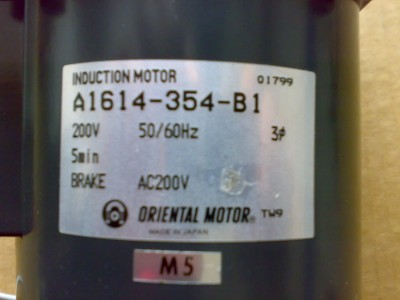 INDUCTION MOTOR 01799
A1614-354-B1
200V 50/60Hz 3φ
5min
BRAKE AC200V
ORIENTAL MOTOR® TW9
MADE IN JAPAN
M5